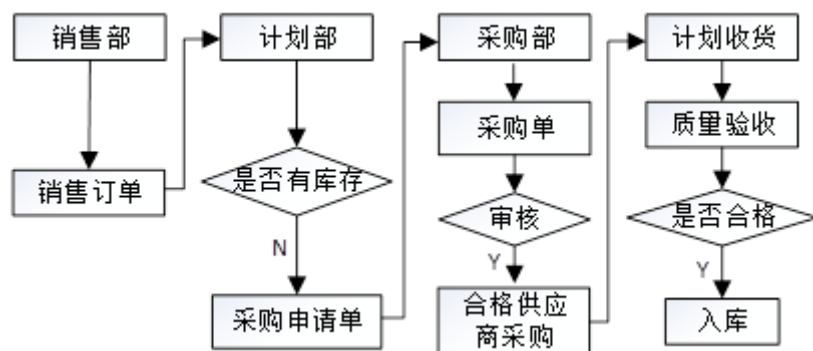 销售部
销售订单
计划部
是否有库存
N
采购申请单
采购部
采购单
审核
Y
合格供应
商采购
计划收货
质量验收
是否合格
Y
入库